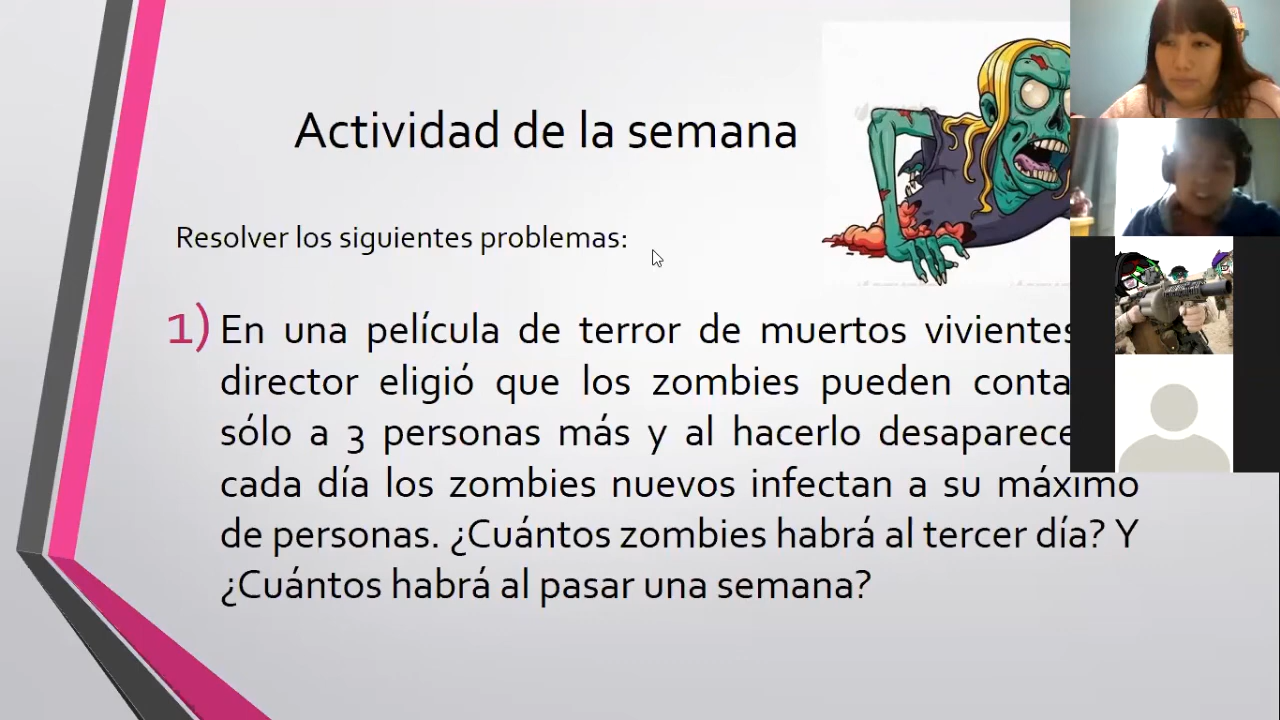 Actividad de la semana
Resolver los siguientes problemas:
1) En una película de terror de muertos vivientes
director eligió que los zombies pueden
sólo a 3 personas más y al hacerlo
cada día los zombies nuevos infectan a su máximo
de personas. ¿Cuántos zombies habrá al tercer día? Y
¿Cuántos habrá al pasar una semana?